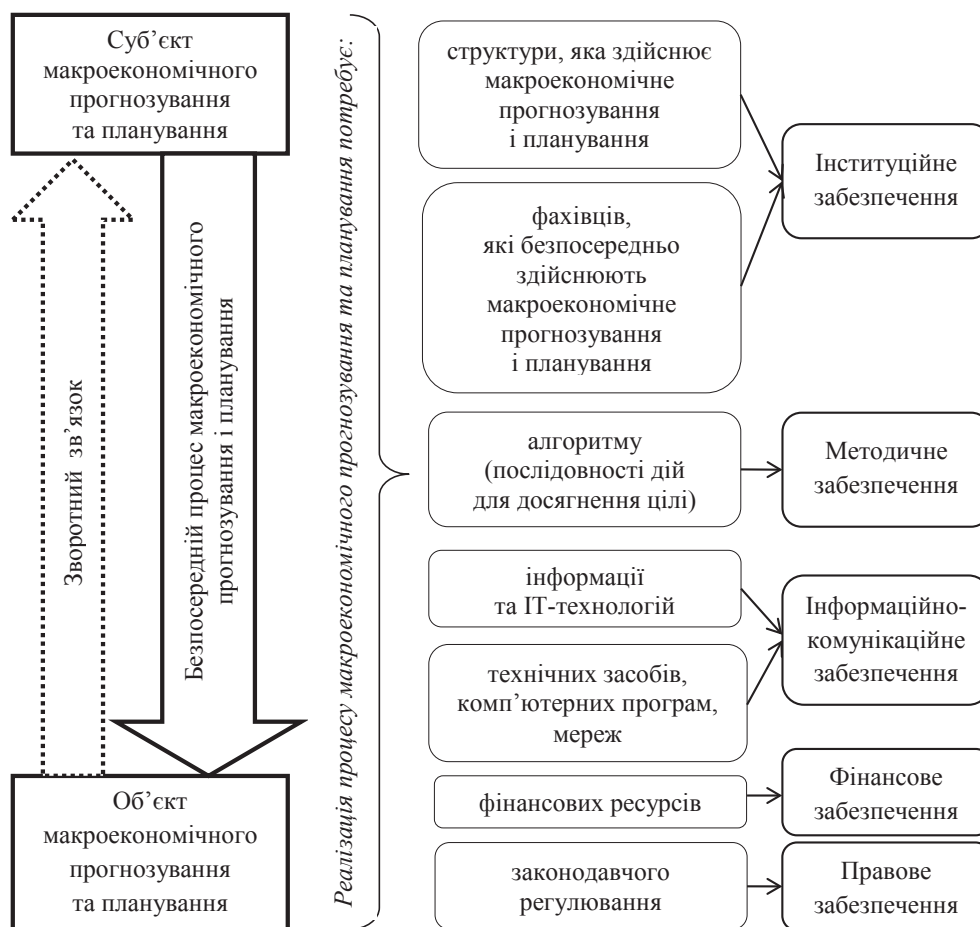 Суб’єкт
макроекономічного
прогнозування
та планування
Зворотний зв’язок
Безпосередній процес макроекономічного
прогнозування і планування
Об’єкт
макроекономічного
прогнозування
та планування
Реалізація процесу макроекономічного прогнозування та планування потребує:
структури, яка здійснює
макроекономічне
прогнозування
і планування
фахівців,
які безпосередньо
здійснюють
макроекономічне
прогнозування
і планування
Інституційне
забезпечення
алгоритму
(послідовності дій
для досягнення цілі)
Методичне
забезпечення
інформації
та ІТ-технологій
технічних засобів,
комп’ютерних програм,
мереж
Інформаційно-
комунікаційне
забезпечення
фінансових ресурсів
Фінансове
забезпечення
законодавчого
регулювання
Правове
забезпечення